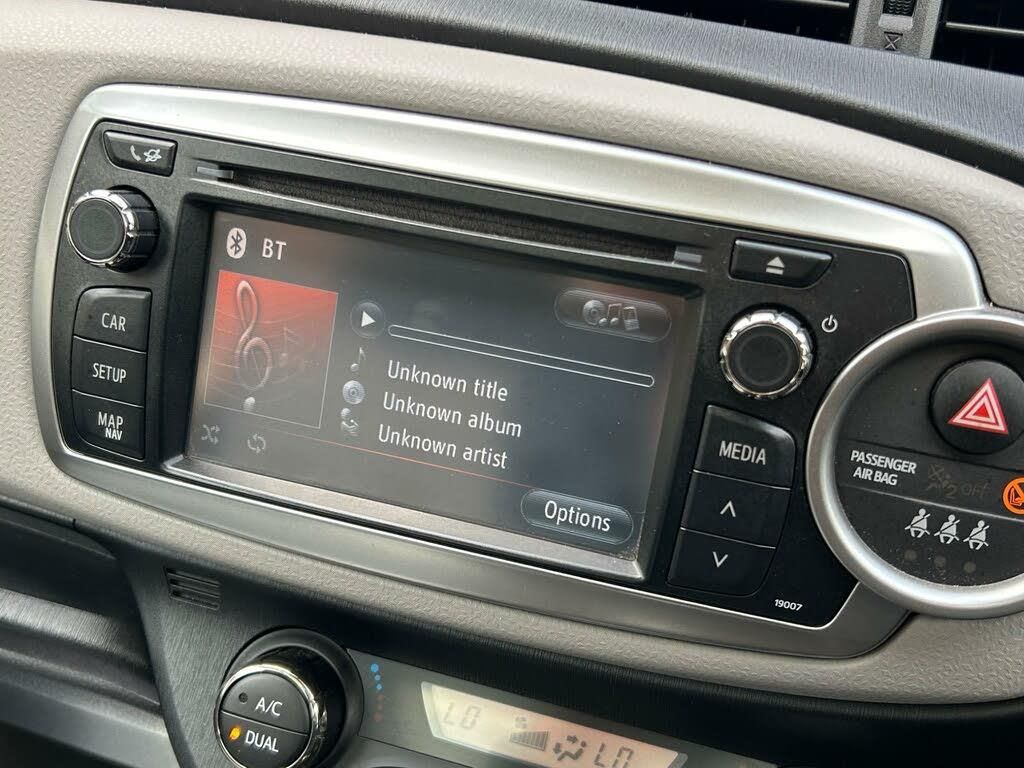 BT
CAR
SETUP
MAP
NAV
Unknown title
Unknown album
Unknown artist
Options
MEDIA
19007
PASSENGER
AIR BAG
2 OFF
A/C
DUAL
LO
LO